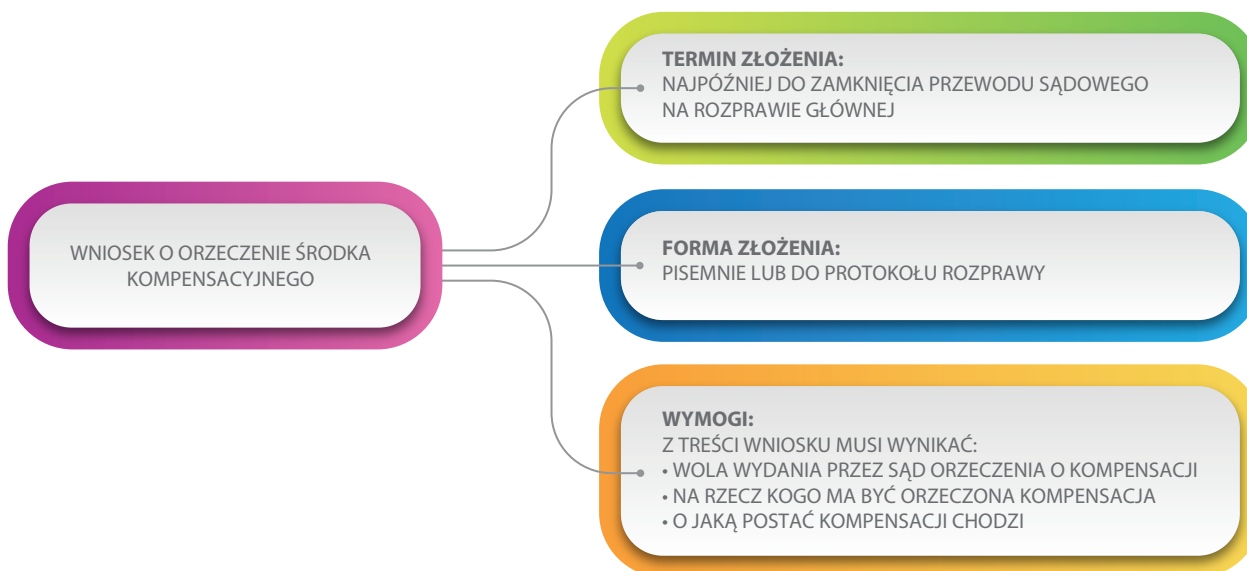 WNIOSEK O ORZECZENIE ŚRODKA
KOMPENSACYJNEGO
TERMIN ZŁOŻENIA:
NAJPÓŹNIEJ DO ZAMKNIĘCIA PRZEWODU SĄDOWEGO
NA ROZPRAWIE GŁÓWNEJ
FORMA ZŁOŻENIA:
PISEMNIE LUB DO PROTOKOŁU ROZPRAWY
WYMOGI:
Z TREŚCI WNIOSKU MUSI WYNIKAĆ:
• WOLA WYDANIA PRZEZ SĄD ORZECZENIA O KOMPENSACJI
• NA RZECZ KOGO MA BYĆ ORZECZONA KOMPENSACJA
• O JAKĄ POSTAĆ KOMPENSACJI CHODZI